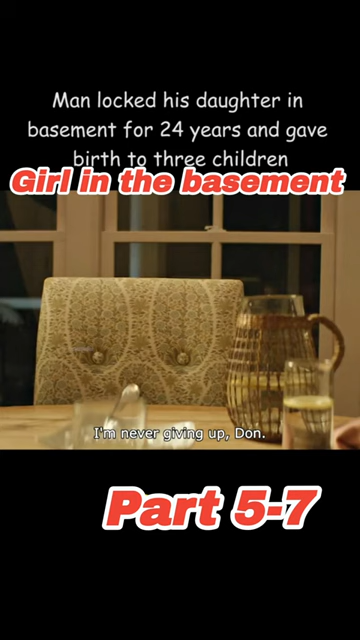 Man locked his daughter in
basement for 24 years and gave
birth to three children
Girl in the basement
I'm never giving up, Don.
Part 5-7